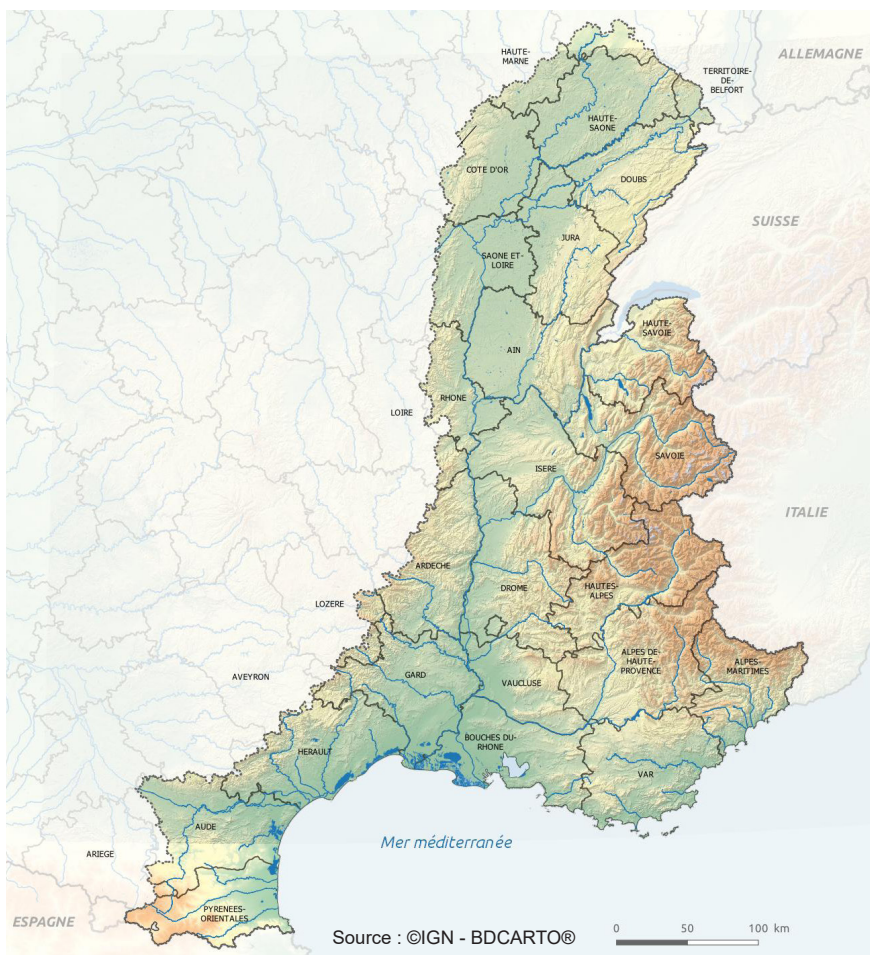 HAUTE-
MARNE
ALLEMAGNE
TERRITOIRE-
DE-
BELFORT
HAUTE-
SAONE
COTE D'OR
DOUBS
SUISSE
JURA
SAONE ET-
LOIRE
HAUTE-
SAVOIE
AIN
RHONE
LOIRE
ISERE
SAVOIE
ITALIE
ARDECHE
DROME
HAUTES-
ALPES
LOZERE
ALPES DE-
HAUTE-
PROVENCE
ALPES-
MARITIMES
AVEYRON
GARD
VAUCLUSE
BOUCHES DU-
RHONE
HERAULT
VAR
AUDE
Mer méditerranée
ARIEGE
PYRENEES-
ORIENTALES
ESPAGNE
Source : ©IGN - BDCARTO®
0 50 100 km